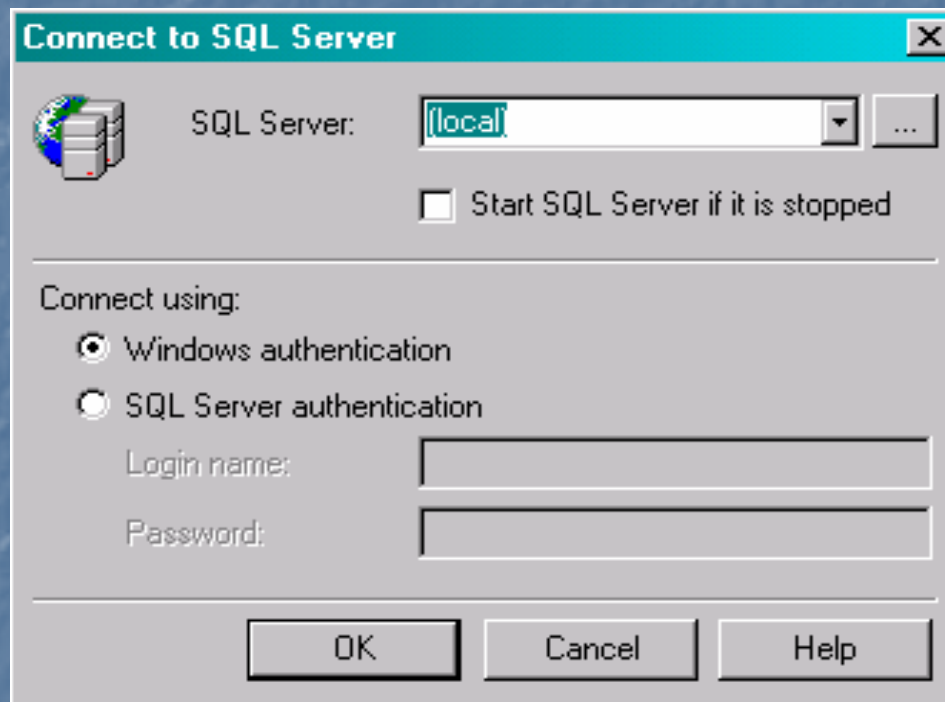 Connect to SQL Server
SQL Server: (local) ...
Start SQL Server if it is stopped
Connect using:
Windows authentication
SQL Server authentication
Login name:
Password:
OK Cancel Help